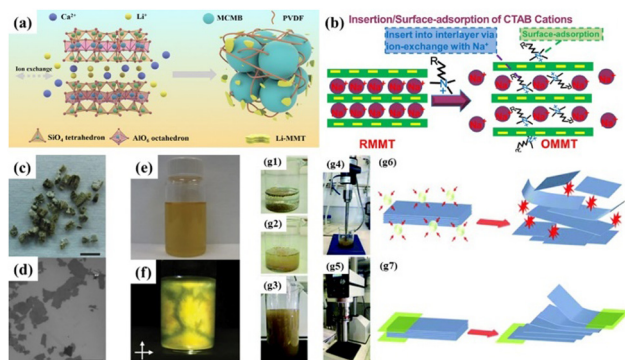 (a)
Ca²⁺ Li⁺ MCMB PVDF
Ion exchange
SiO₄ tetrahedron AlO₆ octahedron Li-MMT
(b) Insertion/Surface-adsorption of CTAB Cations
Insert into interlayer via
ion-exchange with Na⁺
Surface-adsorption
R
R
RMMT
OMMT
(c)
(d)
(e)
(f)
(g1)
(g2)
(g3)
(g4)
(g5)
(g6)
(g7)